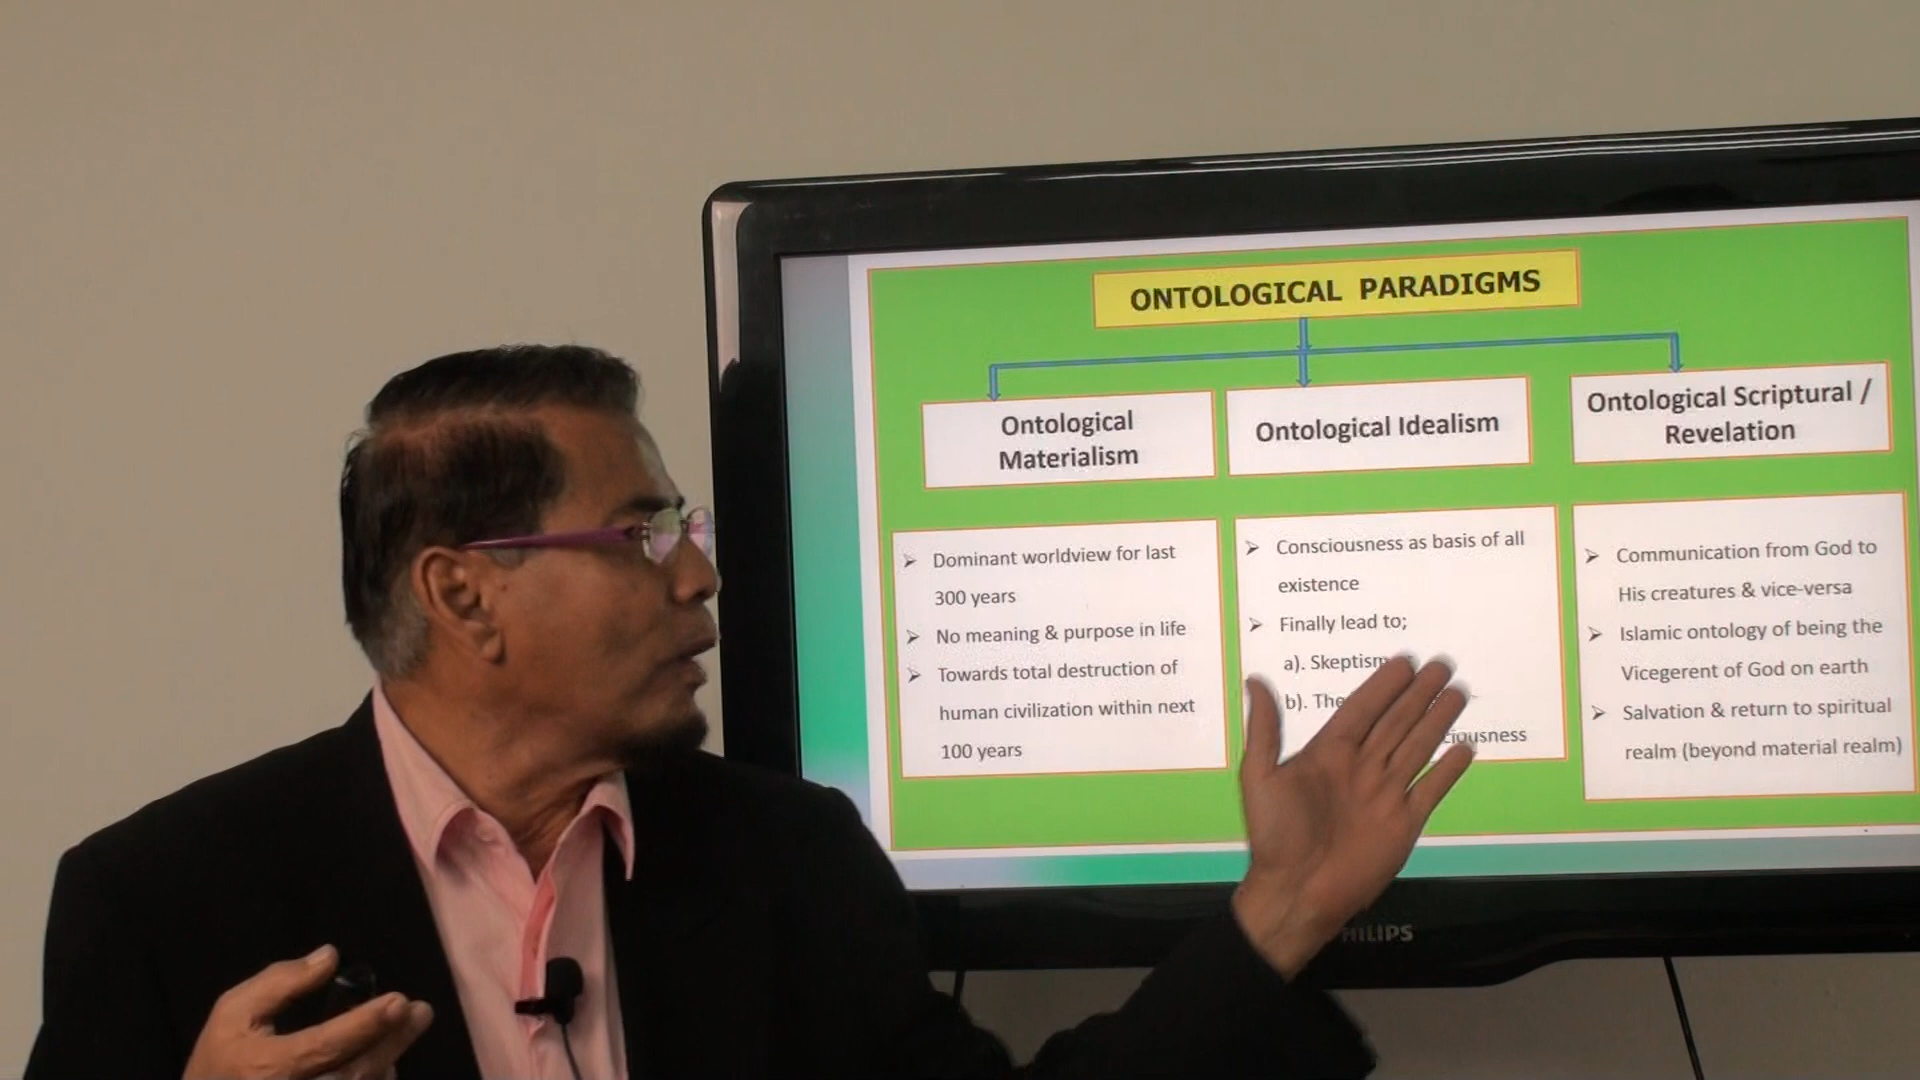 ONTOLOGICAL PARADIGMS
Ontological
Materialism
Dominant worldview for last
300 years
No meaning & purpose in life
Towards total destruction of
human civilization within next
100 years
Ontological Idealism
Consciousness as basis of all
existence
Finally lead to;
a). Skeptism
b).
Ontological Scriptural /
Revelation
Communication from God to
His creatures & vice-versa
Islamic ontology of being the
Vicegerent of God on earth
Salvation & return to spiritual
realm (beyond material realm)
PHILIPS